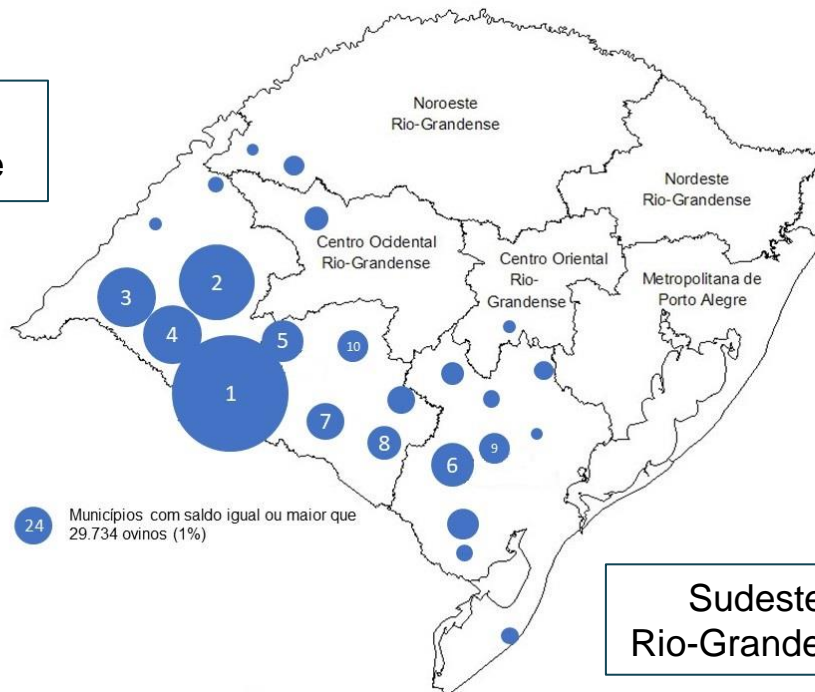 Noroeste
Rio-Grandense
e
Nordeste
Rio-Grandense
Centro Ocidental
Rio-Grandense
Centro Oriental
Rio-
Grandense
Metropolitana de
Porto Alegre
2
3
4
5
10
1
7
8
6
9
24
Municípios com saldo igual ou maior que
29.734 ovinos (1%)
Sudeste
Rio-Grande